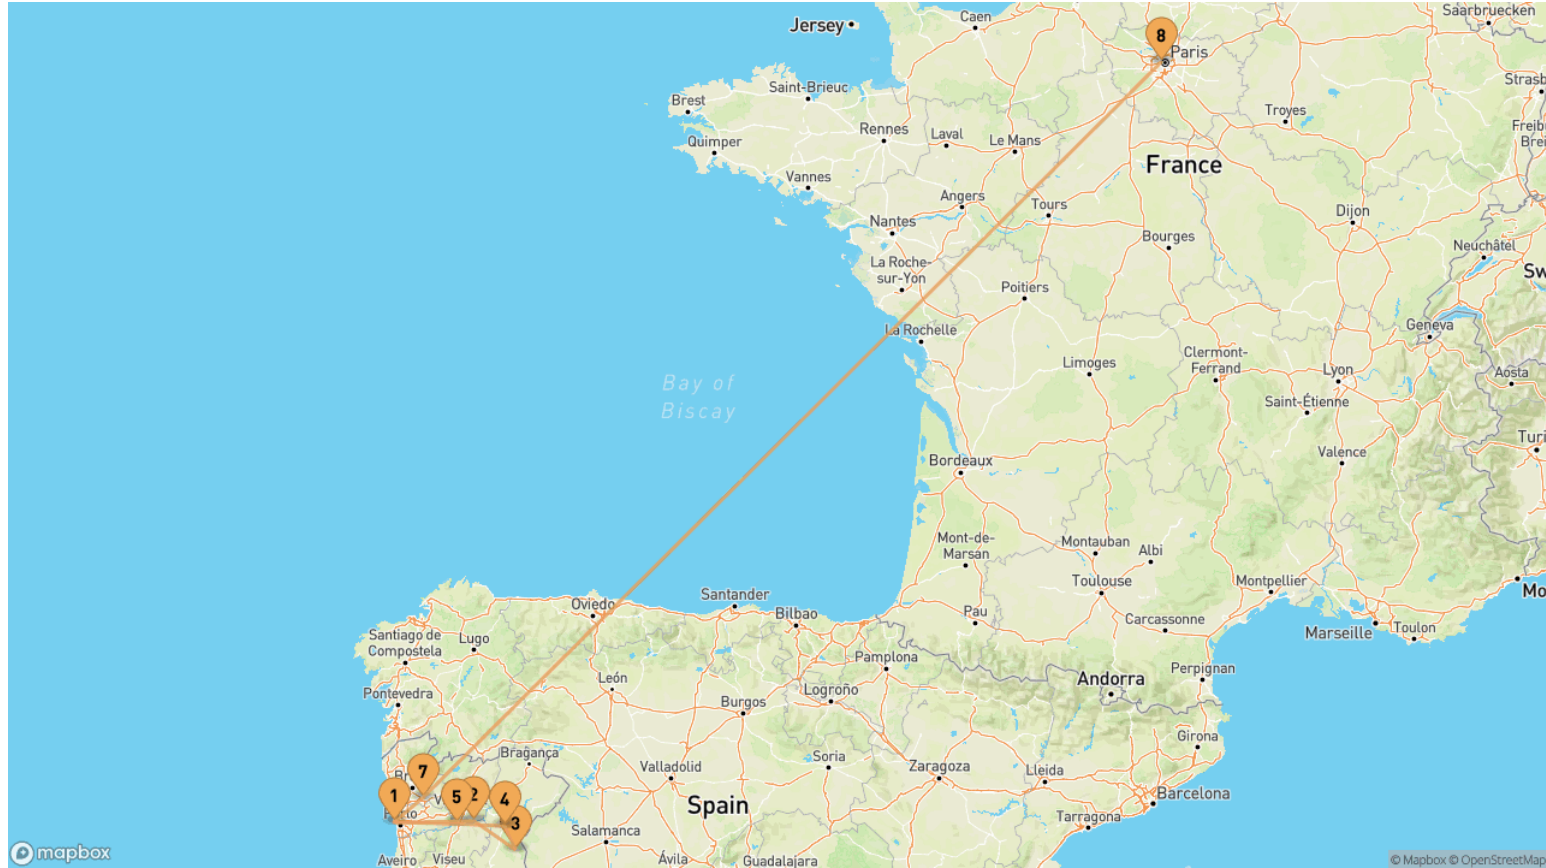 Jersey
Caen
Saarbruecken
8
Paris
Strasb
Brest
Saint-Brieuc
Troyes
Rennes
Laval
Le Mans
Freib
Brei
Quimper
France
Vannes
Angers
Tours
Dijon
Nantes
Bourges
Neuchâtel
La Roche-
sur-Yon
Sw
Poitiers
La Rochelle
Geneva
Clermont-
Ferrand
Limoges
Lyon
Aosta
Bay of
Biscay
Saint-Étienne
Turi
Valence
Bordeaux
Mont-de-
Marsan
Montauban
Albi
Toulouse
Montpellier
Mo
Santander
Oviedo
Bilbao
Pau
Carcassonne
Marseille
Toulon
Santiago de
Compostela
Lugo
Pamplona
Perpignan
León
Andorra
Pontevedra
Burgos
Logroño
Girona
Bragança
Soria
Valladolid
Zaragoza
Lleida
7
1
5
2
4
3
Barcelona
Spain
Tarragona
Salamanca
Aveiro
Viseu
Ávila
Guadalajara
mapbox
© Mapbox © OpenStreetMap